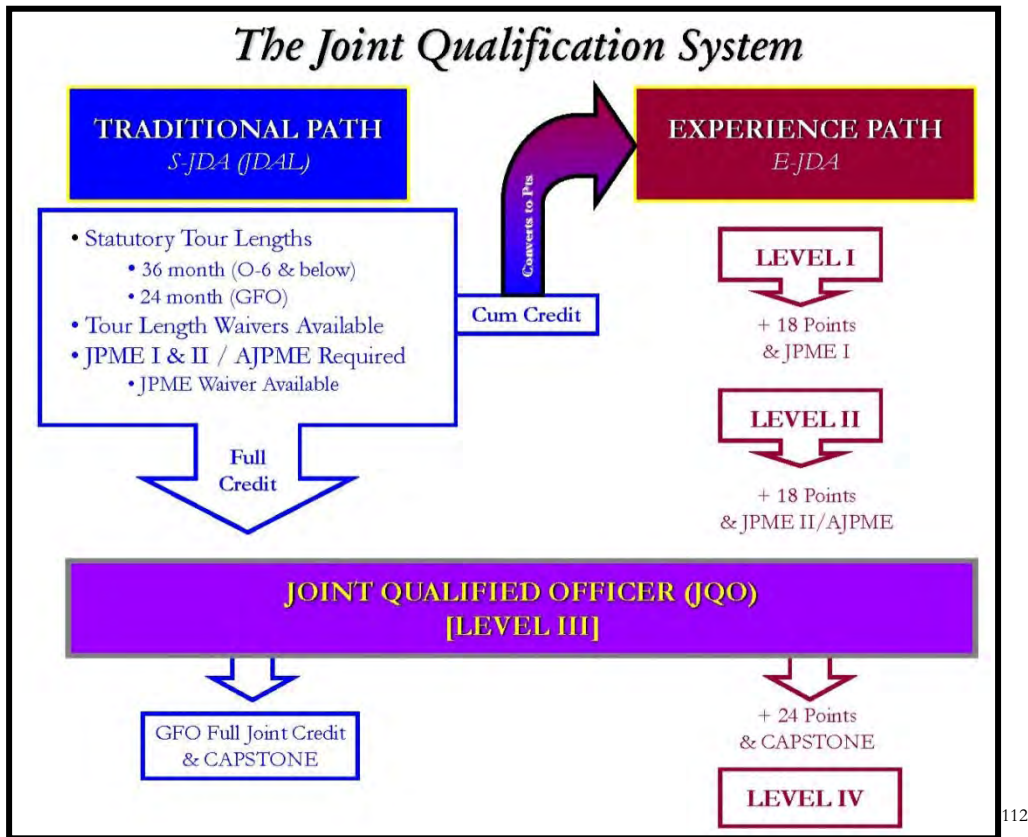 The Joint Qualification System
TRADITIONAL PATH
S-JDA (JDAL)
• Statutory Tour Lengths
• 36 month (O-6 & below)
• 24 month (GFO)
• Tour Length Waivers Available
• JPME I & II / AJPME Required
• JPME Waiver Available
Full
Credit
Cum Credit
Converts to Pts
EXPERIENCE PATH
E-JDA
LEVEL I
+ 18 Points
& JPME I
LEVEL II
+ 18 Points
& JPME II/AJPME
JOINT QUALIFIED OFFICER (JQO)
[LEVEL III]
GFO Full Joint Credit
& CAPSTONE
+ 24 Points
& CAPSTONE
LEVEL IV
112